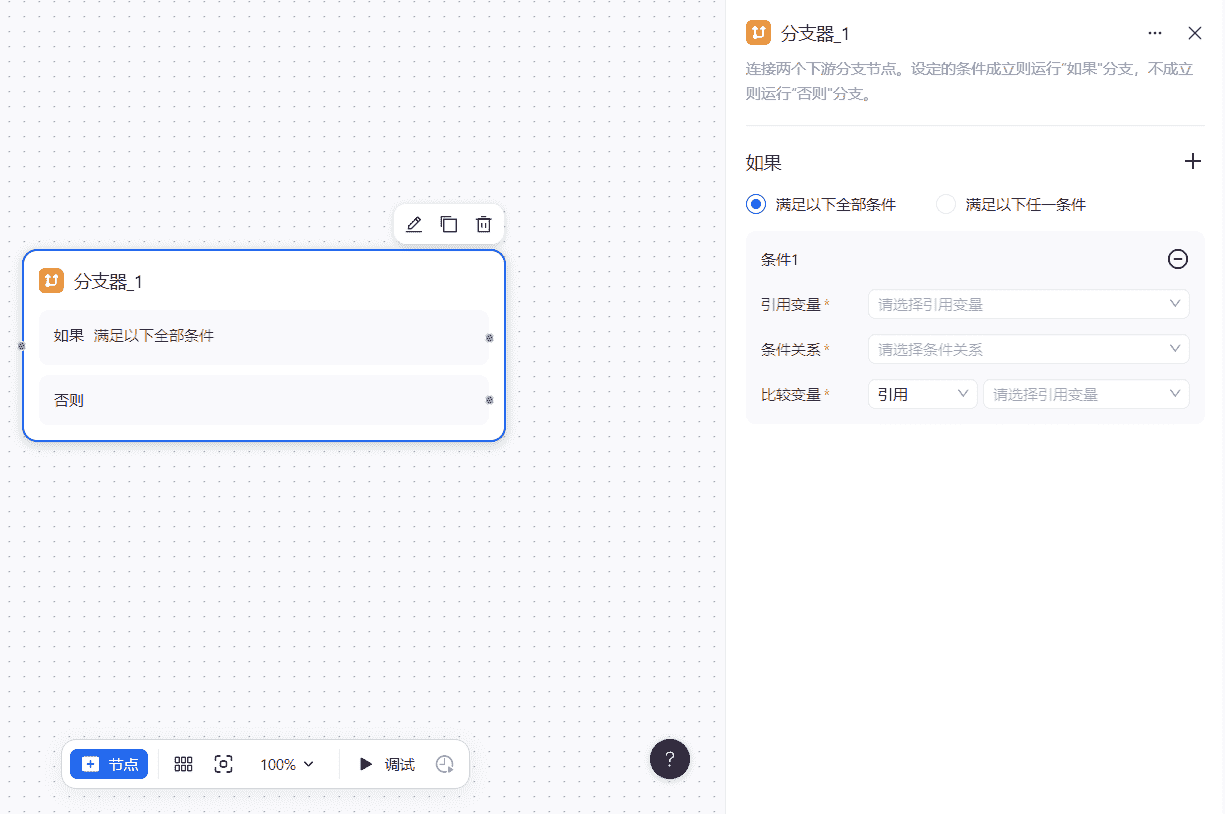 分支器_1
如果 满足以下全部条件
否则
节点
100%
调试
?
分支器_1
连接两个下游分支节点。设定的条件成立则运行“如果”分支，不成立
则运行“否则”分支。
如果
满足以下全部条件 满足以下任一条件
条件1
引用变量* 请选择引用变量
条件关系* 请选择条件关系
比较变量* 引用 请选择引用变量